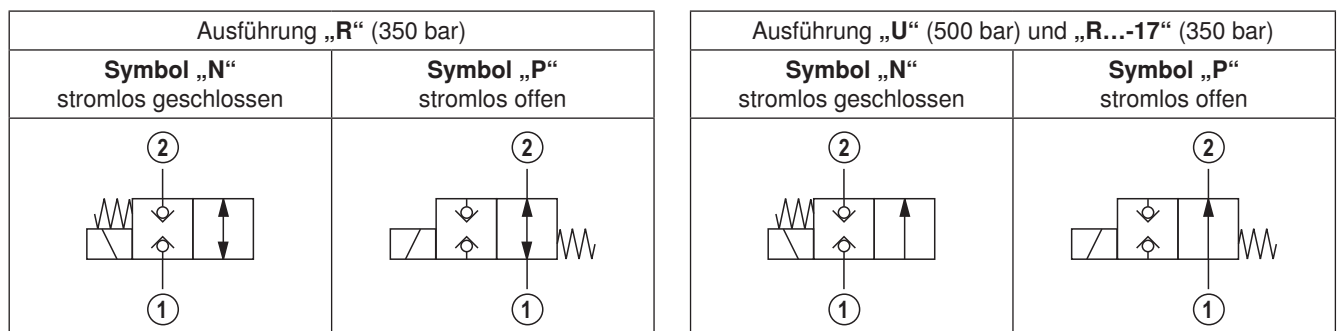 Ausführung „R“ (350 bar)
Symbol „N“
stromlos geschlossen
Symbol „P“
stromlos offen
2
2
1
1
Ausführung „U“ (500 bar) und „R...-17“ (350 bar)
Symbol „N“
stromlos geschlossen
Symbol „P“
stromlos offen
2
2
1
1